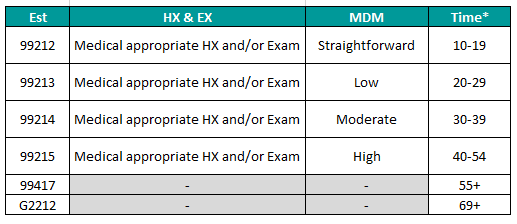 Est HX & EX MDM Time*
99212 Medical appropriate HX and/or Exam Straightforward 10-19
99213 Medical appropriate HX and/or Exam Low 20-29
99214 Medical appropriate HX and/or Exam Moderate 30-39
99215 Medical appropriate HX and/or Exam High 40-54
99417 - - 55+
G2212 - - 69+